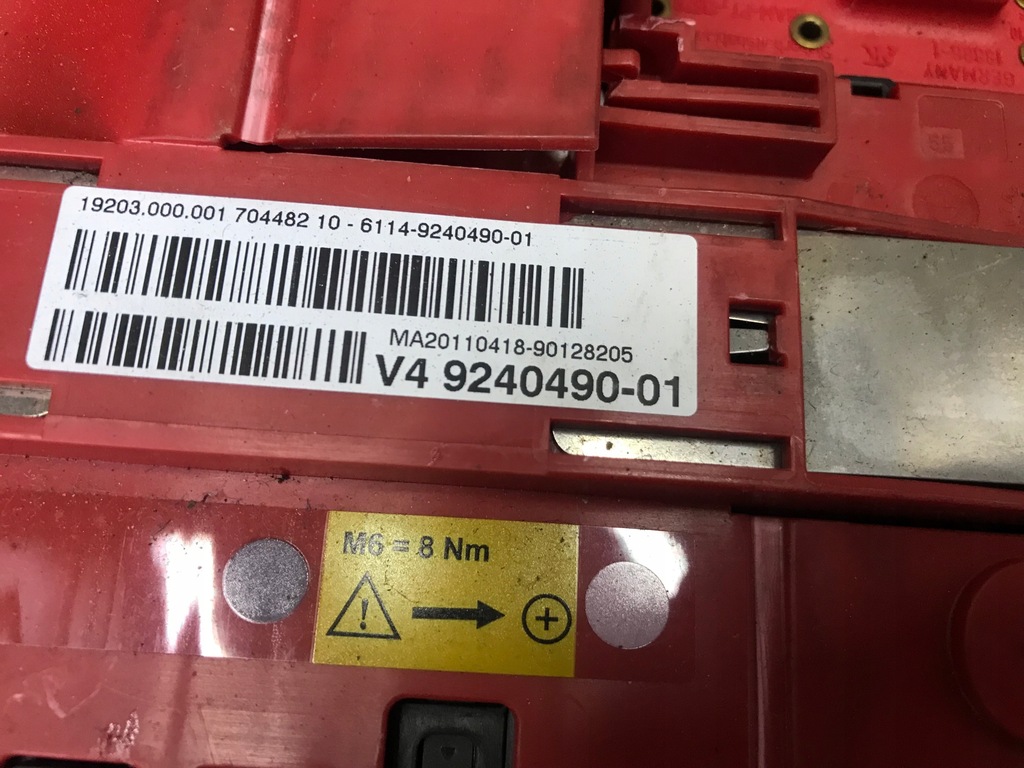 GERMANY
19203.000.001 704482 10 - 6114-9240490-01
MA20110418-90128205
V4 9240490-01
M6 = 8 Nm